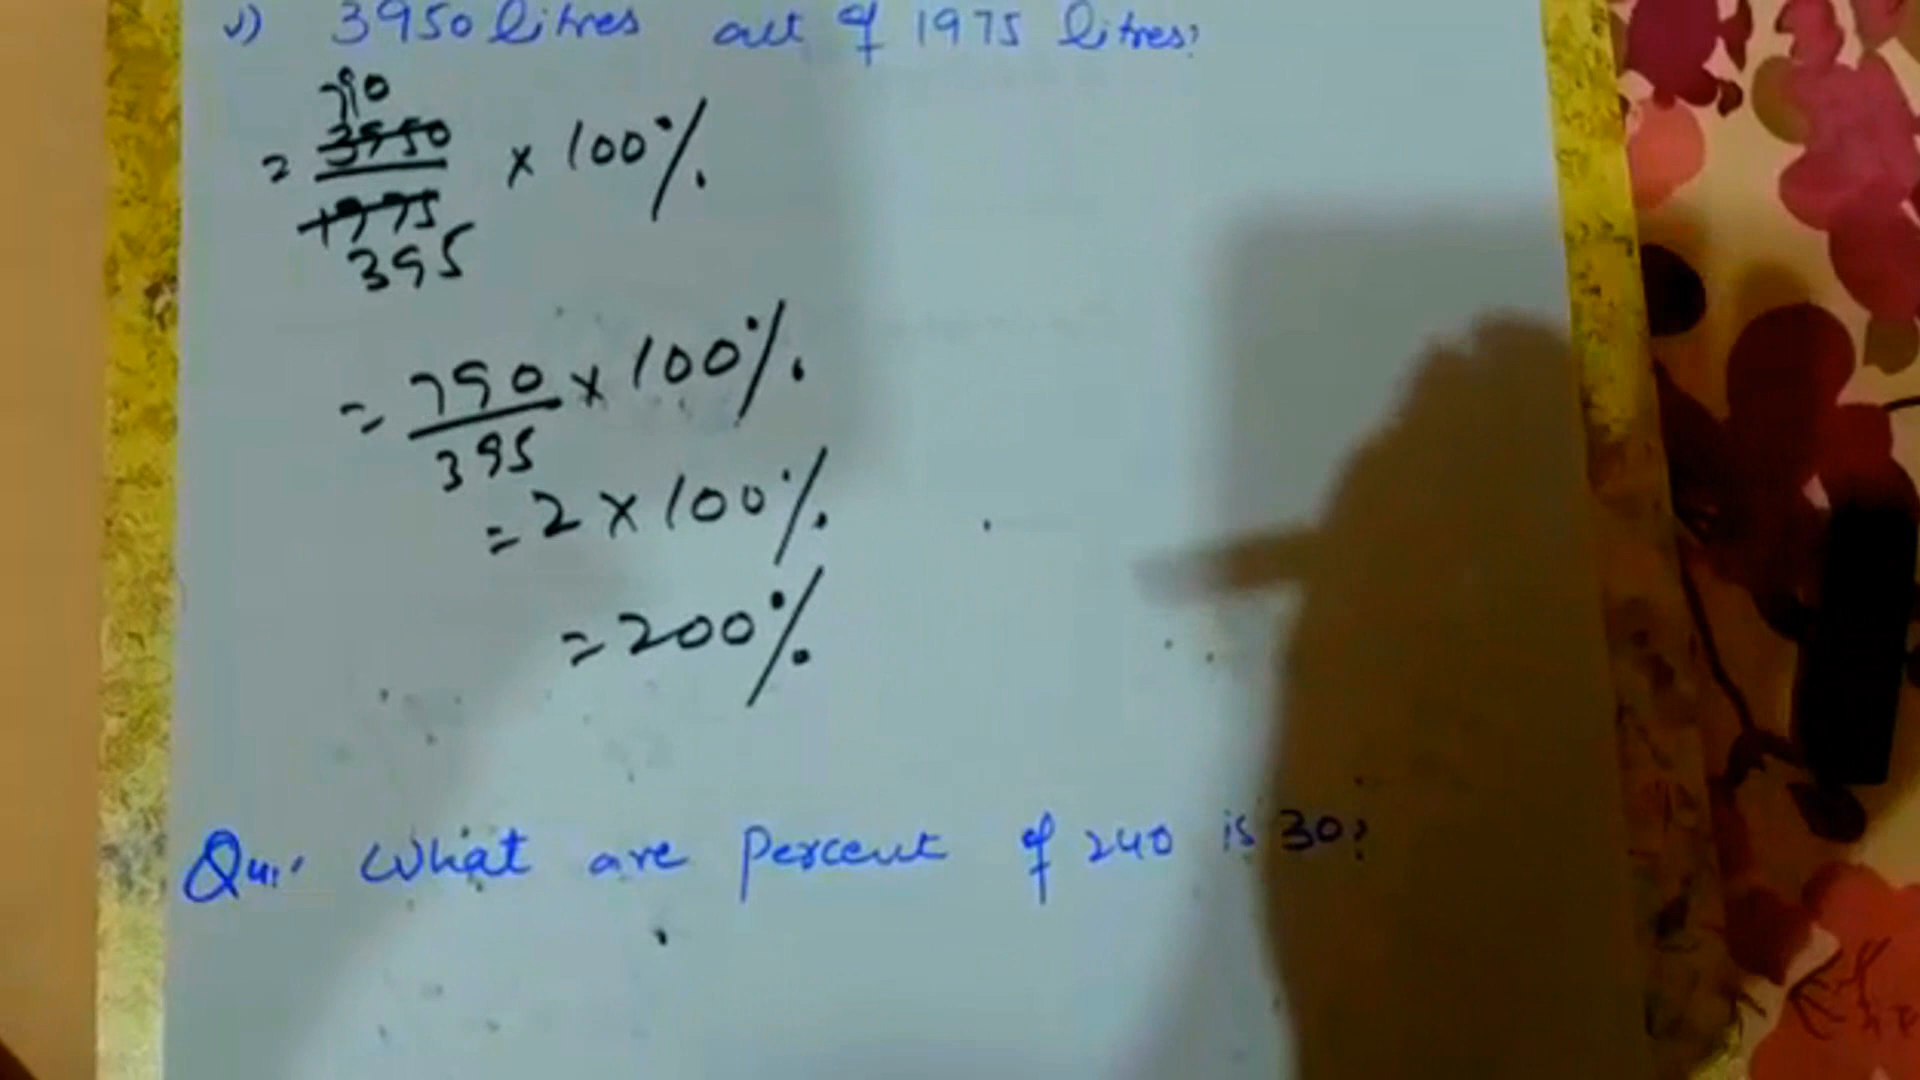 v) 3950 litres out of 1975 litres?
790
= 3950 / 1975 × 100%
395
= 790 / 395 × 100%
= 2 × 100%
= 200%
What are Percent of 240 is 30?